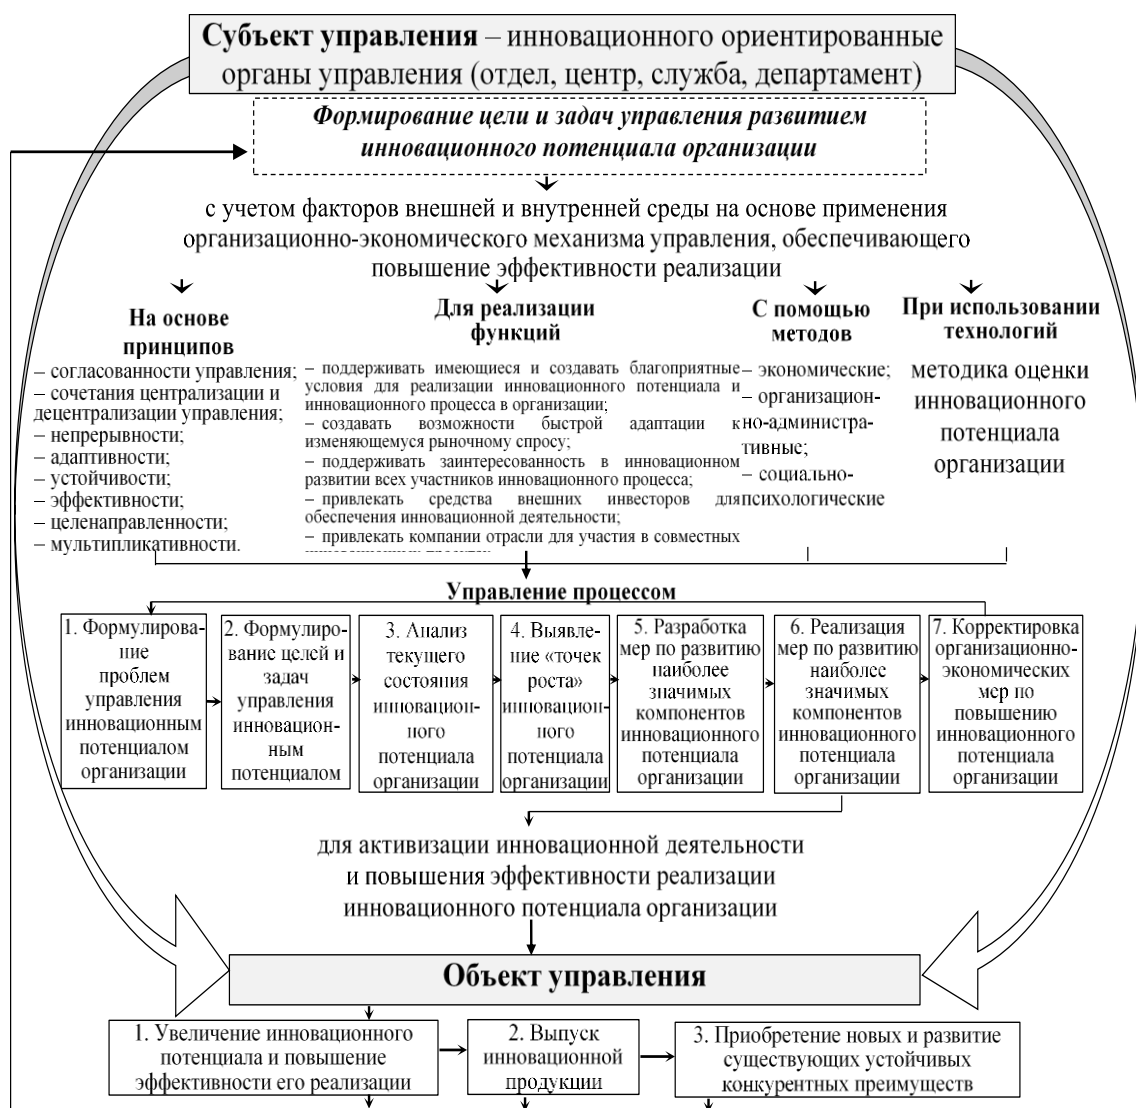 Субъект управления – инновационного ориентированные
органы управления (отдел, центр, служба, департамент)
Формирование цели и задач управления развитием
инновационного потенциала организации
с учетом факторов внешней и внутренней среды на основе применения
организационно-экономического механизма управления, обеспечивающего
повышение эффективности реализации
На основе
принципов
– согласованности управления;
– сочетания централизации и
децентрализации управления;
– непрерывности;
– адаптивности;
– устойчивости;
– эффективности;
– целенаправленности;
– мультипликативности.
Для реализации
функций
– поддерживать имеющиеся и создавать благоприятные
условия для реализации инновационного потенциала и
инновационного процесса в организации;
– создавать возможности быстрой адаптации к
изменяющемуся рыночному спросу;
– поддерживать заинтересованность в инновационном
развитии всех участников инновационного процесса;
– привлекать средства внешних инвесторов для
обеспечения инновационной деятельности;
– привлекать компании отрасли для участия в совместных
С помощью
методов
– экономические;
– организацион-
но-администра-
тивные;
– социально-
психологические
При использовании
технологий
методика оценки
инновационного
потенциала
организации
Управление процессом
1. Формулирова-
ние
проблем
управления
инновационным
потенциалом
организации
2. Формулиро-
вание целей и
задач
управления
инновацион-
ным
потенциалом
3. Анализ
текущего
состояния
инновацион-
ного
потенциала
организации
4. Выявле-
ние «точек
роста»
инновацион-
ного
потенциала
организации
5. Разработка
мер по развитию
наиболее
значимых
компонентов
инновационного
потенциала
организации
6. Реализация
мер по развитию
наиболее
значимых
компонентов
инновационного
потенциала
организации
7. Корректировка
организационно-
экономических
мер по
повышению
инновационного
потенциала
организации
для активизации инновационной деятельности
и повышения эффективности реализации
инновационного потенциала организации
Объект управления
1. Увеличение инновационного
потенциала и повышение
эффективности его реализации
2. Выпуск
инновационной
продукции
3. Приобретение новых и развитие
существующих устойчивых
конкурентных преимуществ